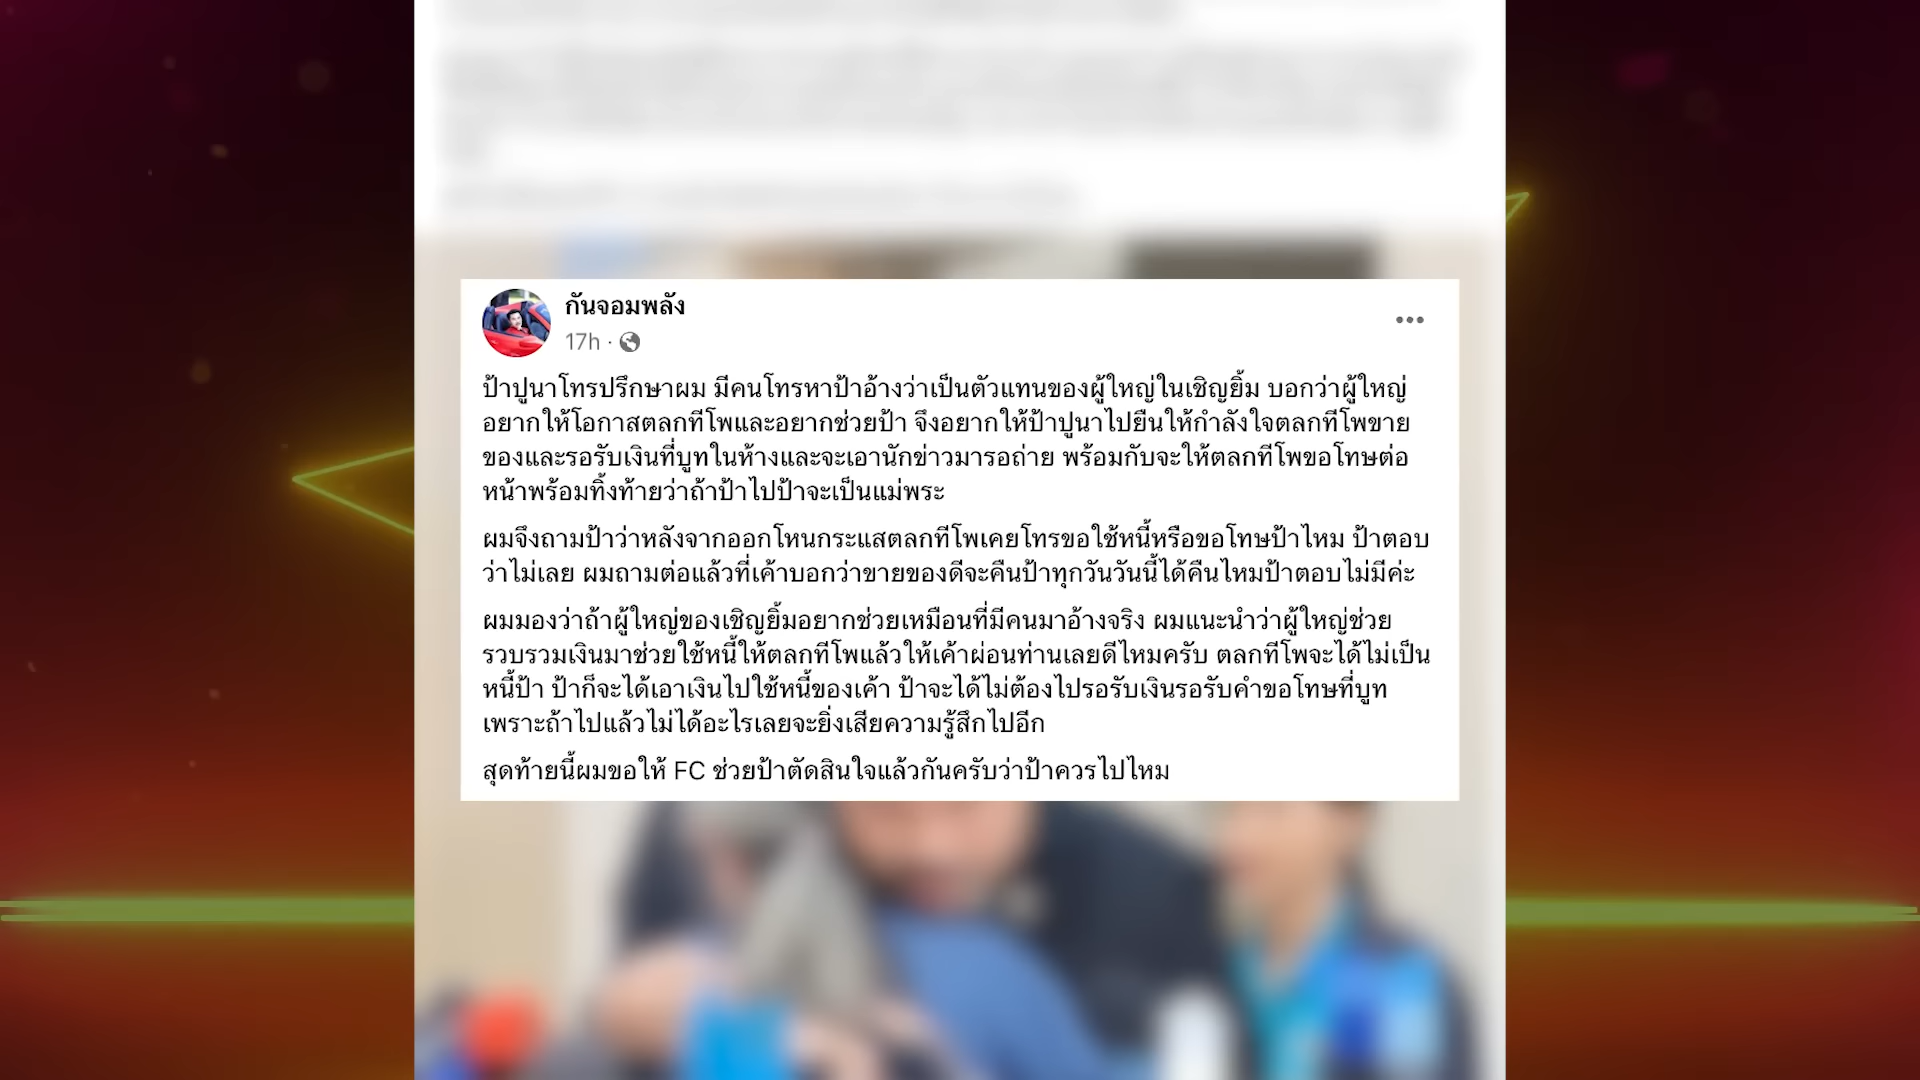 กันจอมพลัง
17h ·
ป้าปูนาโทรปรึกษาผม มีคนโทรหาป้าอ้างว่าเป็นตัวแทนของผู้ใหญ่ในเชิญยิ้ม บอกว่าผู้ใหญ่
อยากให้โอกาสตลกทีโพและอยากช่วยป้า จึงอยากให้ป้าปูนาไปยืนให้กำลังใจตลกทีโพขาย
ของและรอรับเงินที่บูทในห้างและจะเอานักข่าวมารอถ่าย พร้อมกับจะให้ตลกทีโพขอโทษต่อ
หน้าพร้อมทิ้งท้ายว่าถ้าป้าไปป้าจะเป็นแม่พระ
ผมจึงถามป้าว่าหลังจากออกโหนกระแสตลกทีโพเคยโทรขอใช้หนี้หรือขอโทษป้าไหม ป้าตอบ
ว่าไม่เลย ผมถามต่อแล้วที่เค้าบอกว่าขายของดีจะคืนป้าทุกวันวันนี้ได้คืนไหมป้าตอบไม่มีค่ะ
ผมมองว่าถ้าผู้ใหญ่ของเชิญยิ้มอยากช่วยเหมือนที่มีคนมาอ้างจริง ผมแนะนำว่าผู้ใหญ่ช่วย
รวบรวมเงินมาช่วยใช้หนี้ให้ตลกทีโพแล้วให้เค้าผ่อนท่านเลยดีไหมครับ ตลกทีโพจะได้ไม่เป็น
หนี้ป้า ป้าก็จะได้เอาเงินไปใช้หนี้ของเค้า ป้าจะได้ไม่ต้องไปรอรับเงินรอรับคำขอโทษที่บูท
เพราะถ้าไปแล้วไม่ได้อะไรเลยจะยิ่งเสียความรู้สึกไปอีก
สุดท้ายนี้ผมขอให้ FC ช่วยป้าตัดสินใจแล้วกันครับว่าป้าควรไปไหม